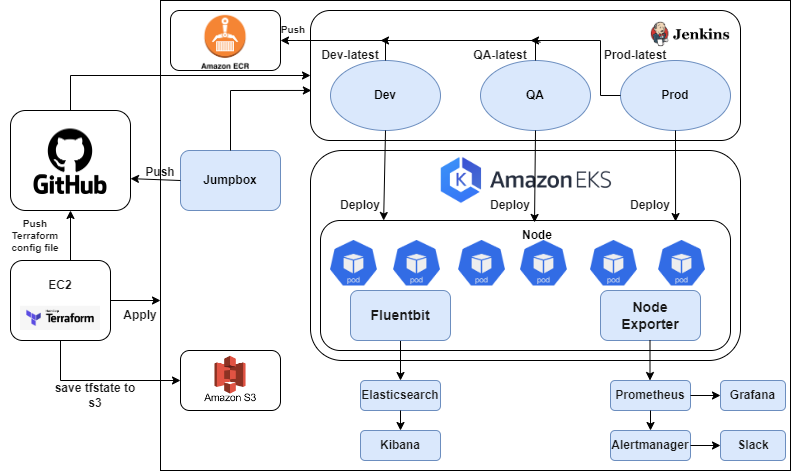 Amazon ECR
Push
Jenkins
Dev-latest
QA-latest
Prod-latest
Dev
QA
Prod
GitHub
Push
Jumpbox
Amazon EKS
Deploy
Deploy
Deploy
Push
Terraform
config file
Node
pod
pod
pod
pod
pod
pod
EC2
Terraform
Apply
Fluentbit
Node
Exporter
save tfstate to
s3
Amazon S3
Elasticsearch
Prometheus
Grafana
Kibana
Alertmanager
Slack